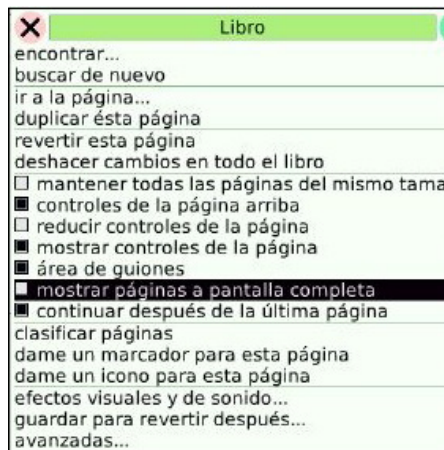 Libro
encontrar...
buscar de nuevo
ir a la página...
duplicar ésta página
revertir esta página
deshacer cambios en todo el libro
mantener todas las páginas del mismo tama
controles de la página arriba
reducir controles de la página
mostrar controles de la página
área de guiones
mostrar páginas a pantalla completa
continuar después de la última página
clasificar páginas
dame un marcador para esta página
dame un icono para esta página
efectos visuales y de sonido...
guardar para revertir después...
avanzadas...